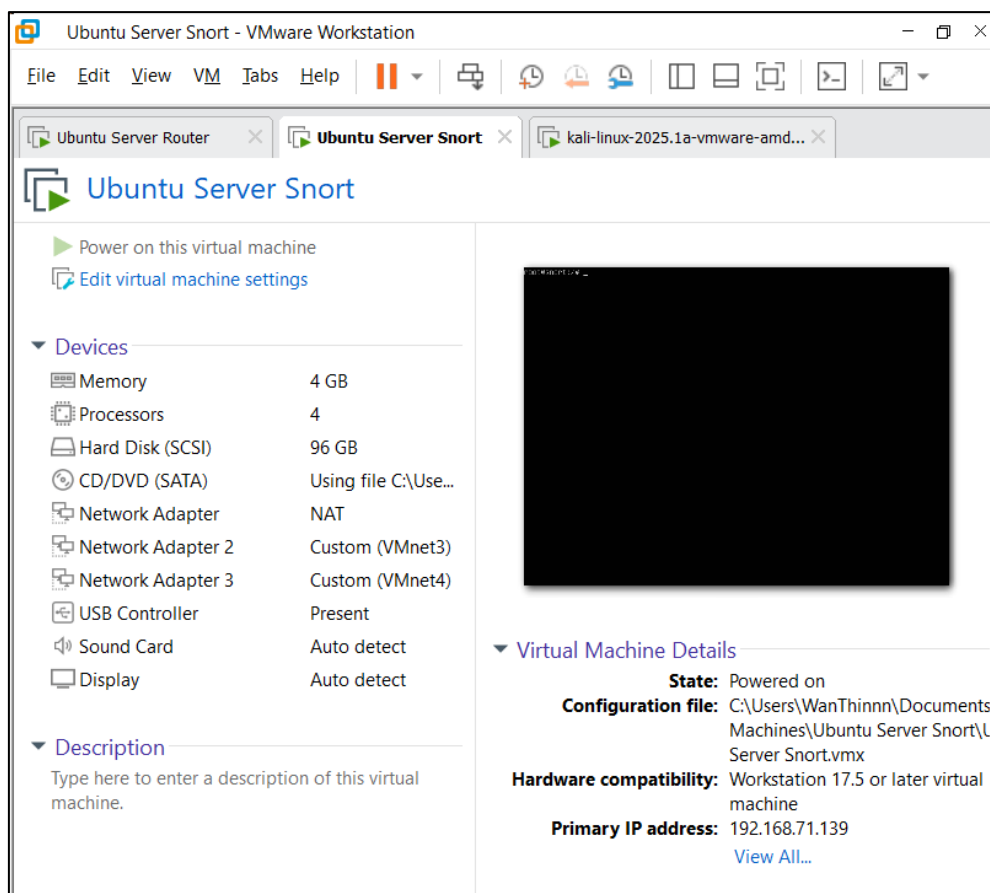 Ubuntu Server Snort - VMware Workstation
File Edit View VM Tabs Help
Ubuntu Server Router
Ubuntu Server Snort
kali-linux-2025.1a-vmware-amd...
Ubuntu Server Snort
Power on this virtual machine
Edit virtual machine settings
Devices
Memory 4 GB
Processors 4
Hard Disk (SCSI) 96 GB
CD/DVD (SATA) Using file C:\Use...
Network Adapter NAT
Network Adapter 2 Custom (VMnet3)
Network Adapter 3 Custom (VMnet4)
USB Controller Present
Sound Card Auto detect
Display Auto detect
Description
Type here to enter a description of this virtual
machine.
Virtual Machine Details
State: Powered on
Configuration file: C:\Users\WanThinnn\Documents
Machines\Ubuntu Server Snort\U
Server Snort.vmx
Hardware compatibility: Workstation 17.5 or later virtual
machine
Primary IP address: 192.168.71.139
View All...